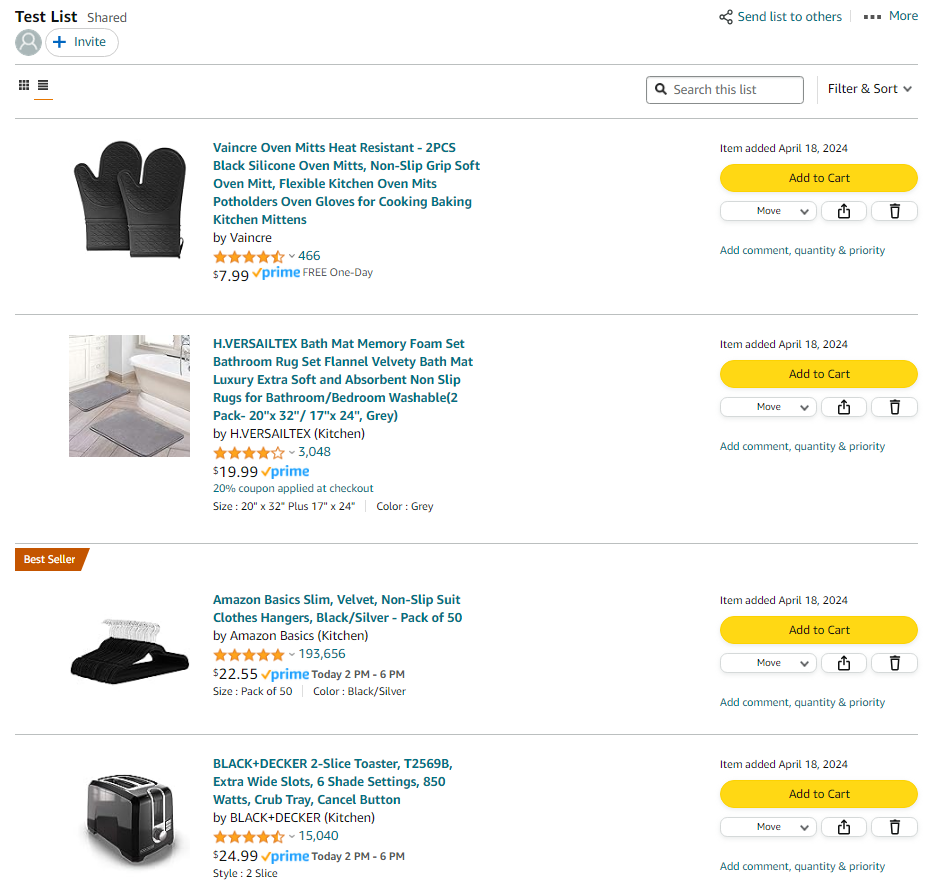 Test List Shared
Send list to others
More
Invite
Search this list
Filter & Sort
Vaincre Oven Mitts Heat Resistant - 2PCS
Black Silicone Oven Mitts, Non-Slip Grip Soft
Oven Mitt, Flexible Kitchen Oven Mits
Potholders Oven Gloves for Cooking Baking
Kitchen Mittens
by Vaincre
466
$7.99 prime FREE One-Day
Item added April 18, 2024
Add to Cart
Move
Add comment, quantity & priority
H.VERSAILTEX Bath Mat Memory Foam Set
Bathroom Rug Set Flannel Velvety Bath Mat
Luxury Extra Soft and Absorbent Non Slip
Rugs for Bathroom/Bedroom Washable(2
Pack- 20"x 32"/ 17"x 24", Grey)
by H.VERSAILTEX (Kitchen)
3,048
$19.99 prime
20% coupon applied at checkout
Size : 20" x 32" Plus 17" x 24" Color : Grey
Item added April 18, 2024
Add to Cart
Move
Add comment, quantity & priority
Best Seller
Amazon Basics Slim, Velvet, Non-Slip Suit
Clothes Hangers, Black/Silver - Pack of 50
by Amazon Basics (Kitchen)
193,656
$22.55 prime Today 2 PM - 6 PM
Size : Pack of 50 Color : Black/Silver
Item added April 18, 2024
Add to Cart
Move
Add comment, quantity & priority
BLACK+DECKER 2-Slice Toaster, T2569B,
Extra Wide Slots, 6 Shade Settings, 850
Watts, Crub Tray, Cancel Button
by BLACK+DECKER (Kitchen)
15,040
$24.99 prime Today 2 PM - 6 PM
Style : 2 Slice
Item added April 18, 2024
Add to Cart
Move
Add comment, quantity & priority